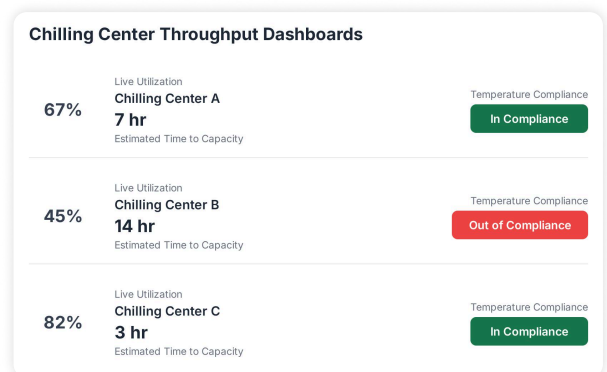 Chilling Center Throughput Dashboards
67%
Live Utilization
Chilling Center A
7 hr
Estimated Time to Capacity
Temperature Compliance
In Compliance
45%
Live Utilization
Chilling Center B
14 hr
Estimated Time to Capacity
Temperature Compliance
Out of Compliance
82%
Live Utilization
Chilling Center C
3 hr
Estimated Time to Capacity
Temperature Compliance
In Compliance